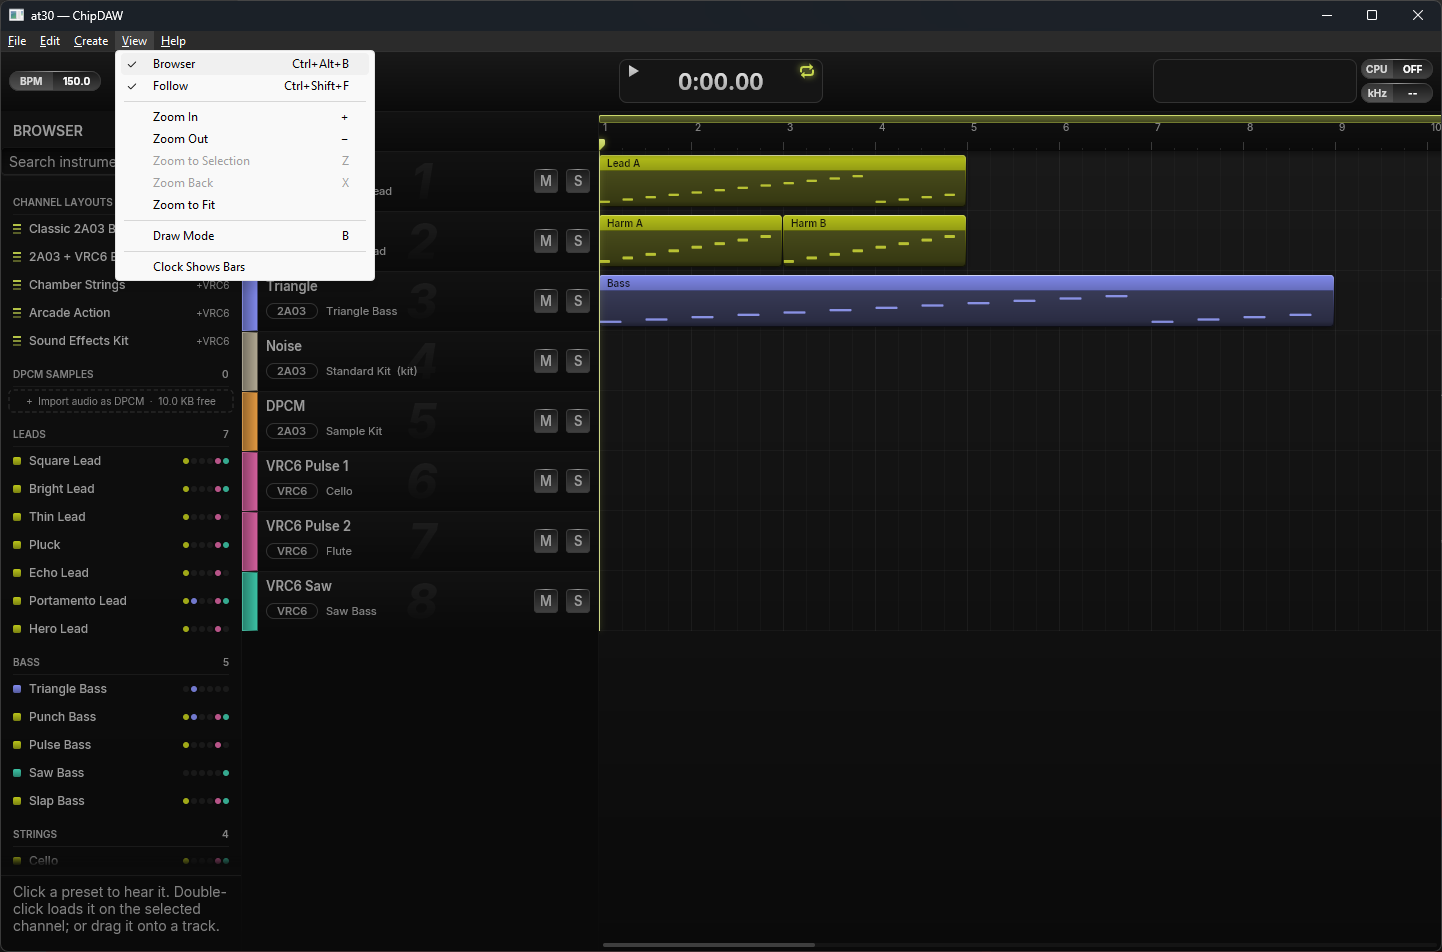 at30 — ChipDAW
File Edit Create View Help
BPM 150.0
0:00.00
CPU OFF
kHz --
Browser Ctrl+Alt+B
Follow Ctrl+Shift+F
Zoom In +
Zoom Out −
Zoom to Selection Z
Zoom Back X
Zoom to Fit
Draw Mode B
Clock Shows Bars
BROWSER
Search instrume
CHANNEL LAYOUTS
Classic 2A03 B
2A03 + VRC6
Chamber Strings +VRC6
Arcade Action +VRC6
Sound Effects Kit +VRC6
DPCM SAMPLES 0
+ Import audio as DPCM · 10.0 KB free
LEADS 7
Square Lead
Bright Lead
Thin Lead
Pluck
Echo Lead
Portamento Lead
Hero Lead
BASS 5
Triangle Bass
Punch Bass
Pulse Bass
Saw Bass
Slap Bass
STRINGS 4
Cello
Click a preset to hear it. Double-
click loads it on the selected
channel; or drag it onto a track.
1 M S
2 M S
Triangle
2A03 Triangle Bass 3 M S
Noise
2A03 Standard Kit (kit) 4 M S
DPCM
2A03 Sample Kit 5 M S
VRC6 Pulse 1
VRC6 Cello 6 M S
VRC6 Pulse 2
VRC6 Flute 7 M S
VRC6 Saw
VRC6 Saw Bass 8 M S
1 2 3 4 5 6 7 8 9 10
Lead A
Harm A Harm B
Bass